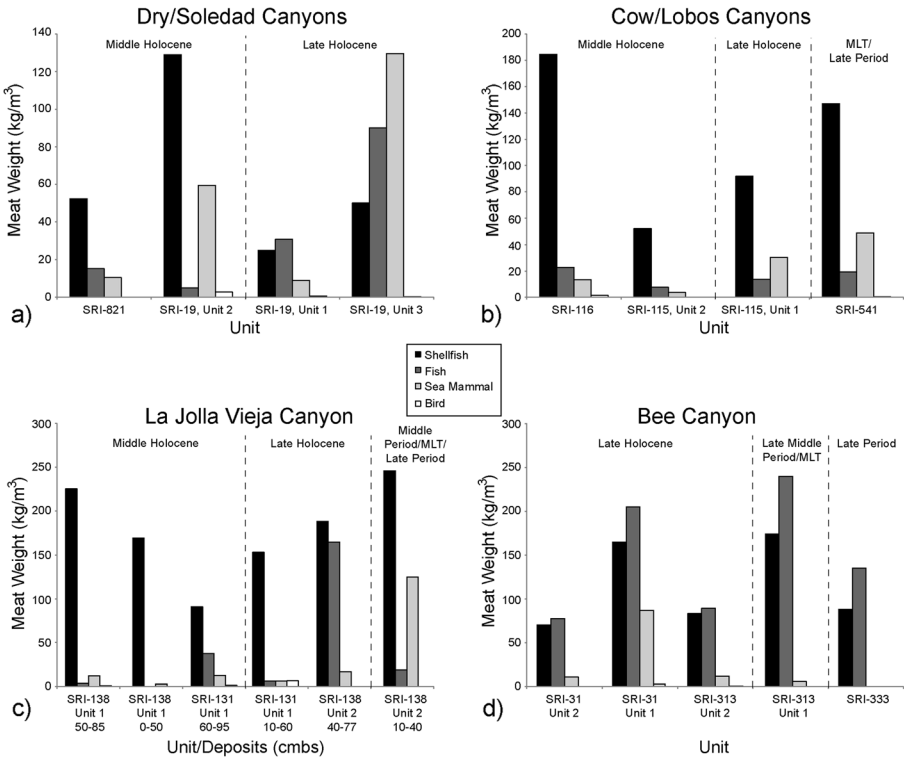 Dry/Soledad Canyons
Middle Holocene
Late Holocene
Meat Weight (kg/m³)
140
120
100
80
60
40
20
0
SRI-821
SRI-19, Unit 2
SRI-19, Unit 1
SRI-19, Unit 3
a)
Unit
Cow/Lobos Canyons
Middle Holocene
Late Holocene
MLT/
Late Period
Meat Weight (kg/m³)
200
180
160
140
120
100
80
60
40
20
0
SRI-116
SRI-115, Unit 2
SRI-115, Unit 1
SRI-541
b)
Unit
Shellfish
Fish
Sea Mammal
Bird
La Jolla Vieja Canyon
Middle Holocene
Late Holocene
Middle
Period/MLT/
Late Period
Meat Weight (kg/m³)
300
250
200
150
100
50
0
SRI-138
Unit 1
50-85
SRI-138
Unit 1
0-50
SRI-131
Unit 1
60-95
SRI-131
Unit 1
10-60
SRI-138
Unit 2
40-77
SRI-138
Unit 2
10-40
c)
Unit/Deposits (cmbs)
Bee Canyon
Late Holocene
Late Middle
Period/MLT
Late Period
Meat Weight (kg/m³)
300
250
200
150
100
50
0
SRI-31
Unit 2
SRI-31
Unit 1
SRI-313
Unit 2
SRI-313
Unit 1
SRI-333
d)
Unit